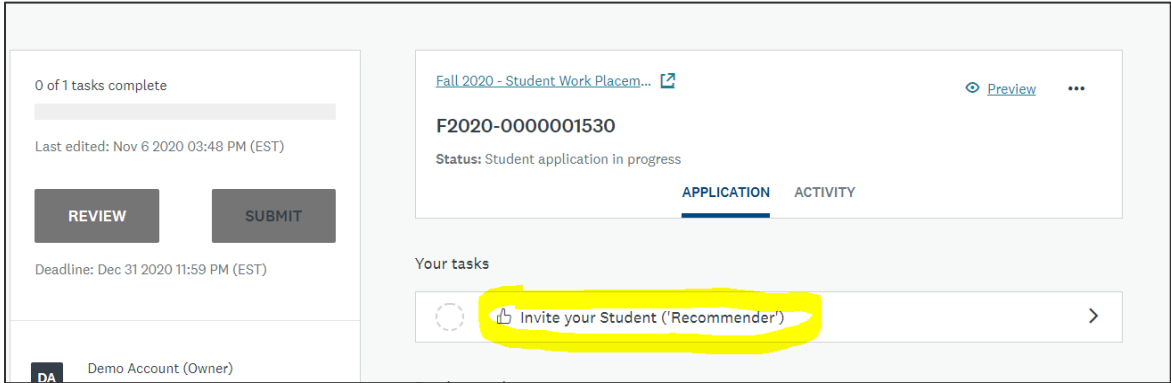 0 of 1 tasks complete
Last edited: Nov 6 2020 03:48 PM (EST)
REVIEW
SUBMIT
Deadline: Dec 31 2020 11:59 PM (EST)
DA
Demo Account (Owner)
Fall 2020 - Student Work Placem...
Preview
F2020-0000001530
Status: Student application in progress
APPLICATION
ACTIVITY
Your tasks
Invite your Student ('Recommender')